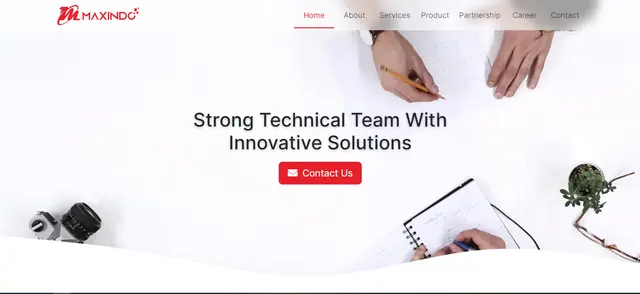 MAXINDO
Home
About
Services
Product
Partnership
Career
Contact
Strong Technical Team With
Innovative Solutions
Contact Us